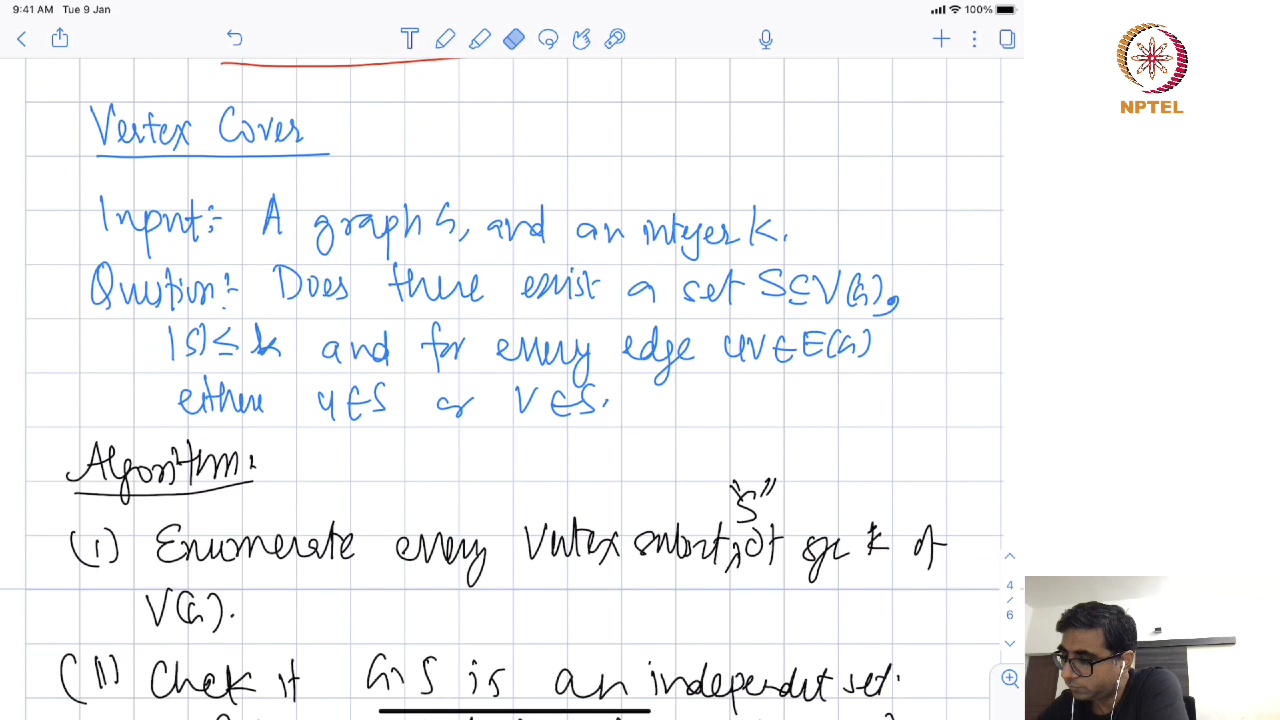 9:41 AM Tue 9 Jan
100%
NPTEL
Vertex Cover
Input:- A graph G, and an integer k.
Question:- Does there exist a set S⊆V(G),
|S|≤k and for every edge uv∈E(G)
either u∈S or v∈S.
Algorithm:
"S"
(i) Enumerate every vertex subset, of size k of
V(G).
(ii) Check if G\S is an independent set.
4
/
6